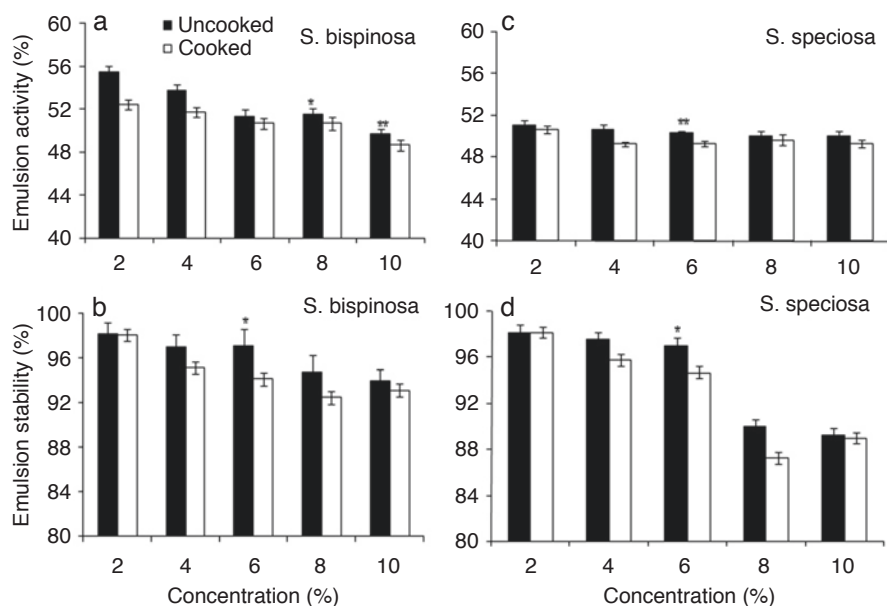 a
Uncooked
Cooked
S. bispinosa
Emulsion activity (%)
60
56
52
48
44
40
*
**
2 4 6 8 10
c
S. speciosa
60
56
52
48
44
40
**
2 4 6 8 10
b
S. bispinosa
Emulsion stability (%)
100
96
92
88
84
80
*
2 4 6 8 10
Concentration (%)
d
S. speciosa
100
96
92
88
84
80
*
2 4 6 8 10
Concentration (%)